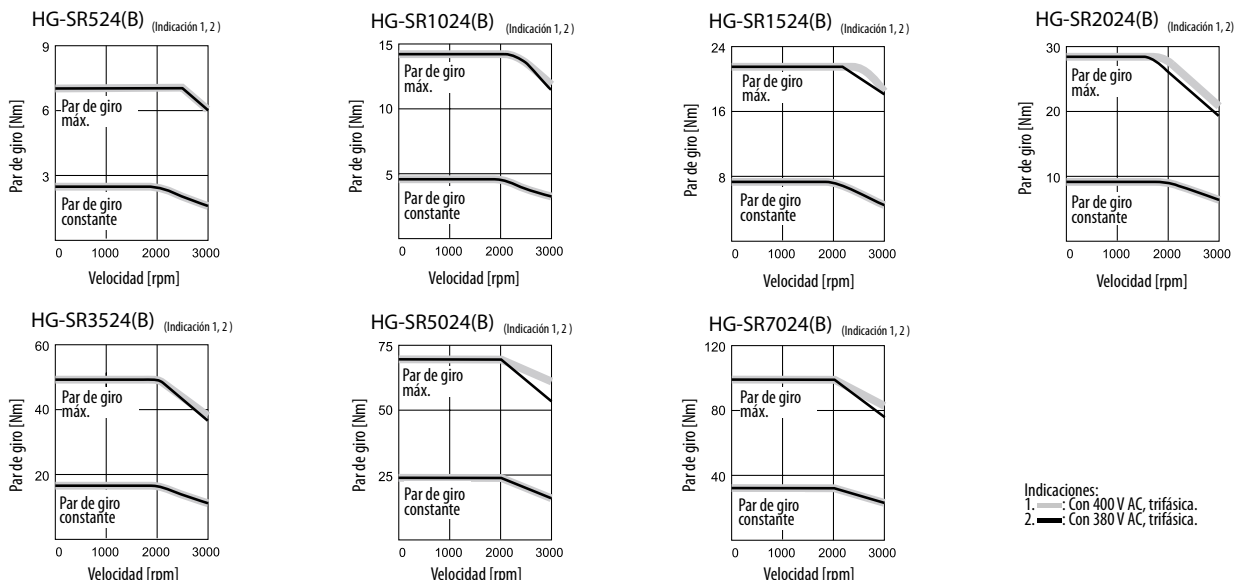 HG-SR524(B) (Indicación 1, 2 )
9
6
3
Par de giro [Nm]
Par de giro
máx.
Par de giro
constante
0 1000 2000 3000
Velocidad [rpm]
HG-SR1024(B) (Indicación 1, 2 )
15
10
5
0
Par de giro [Nm]
Par de giro
máx.
Par de giro
constante
0 1000 2000 3000
Velocidad [rpm]
HG-SR1524(B) (Indicación 1, 2 )
24
16
8
0
Par de giro [Nm]
Par de giro
máx.
Par de giro
constante
0 1000 2000 3000
Velocidad [rpm]
HG-SR2024(B) (Indicación 1, 2)
30
20
10
0
Par de giro [Nm]
Par de giro
máx.
Par de giro
constante
0 1000 2000 3000
Velocidad [rpm]
HG-SR3524(B) (Indicación 1, 2 )
60
40
20
0
Par de giro [Nm]
Par de giro
máx.
Par de giro
constante
0 1000 2000 3000
Velocidad [rpm]
HG-SR5024(B) (Indicación 1, 2 )
75
50
25
0
Par de giro [Nm]
Par de giro
máx.
Par de giro
constante
0 1000 2000 3000
Velocidad [rpm]
HG-SR7024(B) (Indicación 1, 2 )
120
80
40
0
Par de giro [Nm]
Par de giro
máx.
Par de giro
constante
0 1000 2000 3000
Velocidad [rpm]
Indicaciones:
1. : Con 400 V AC, trifásica.
2. : Con 380 V AC, trifásica.